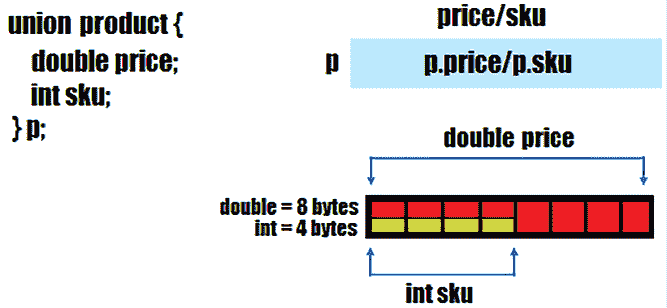 union product {
double price;
int sku;
} p;
price/sku
p
p.price/p.sku
double price
double = 8 bytes
int = 4 bytes
int sku